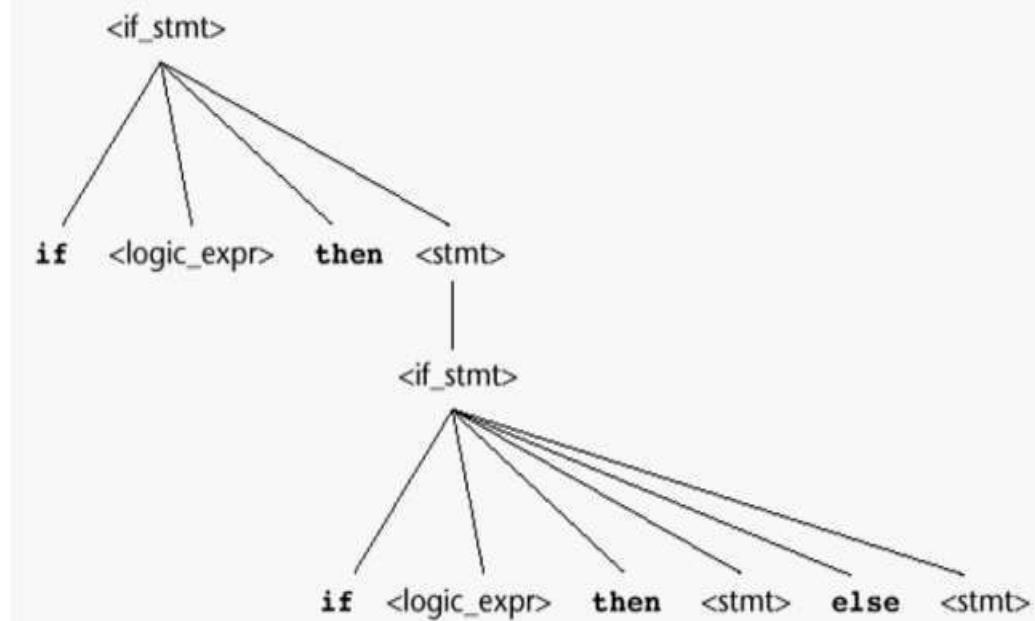 <if_stmt>
if <logic_expr> then <stmt>
<if_stmt>
if <logic_expr> then <stmt> else <stmt>